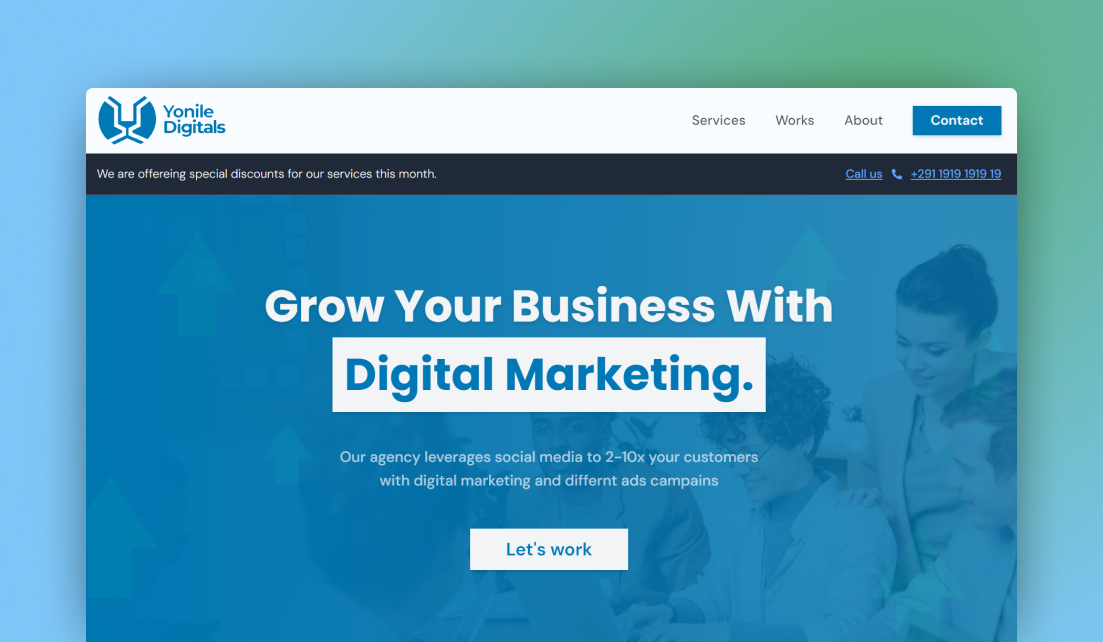 Yonile
Digitals
Services Works About Contact
We are offereing special discounts for our services this month.
Call us +291 1919 1919 19
Grow Your Business With
Digital Marketing.
Our agency leverages social media to 2-10x your customers
with digital marketing and differnt ads campains
Let's work